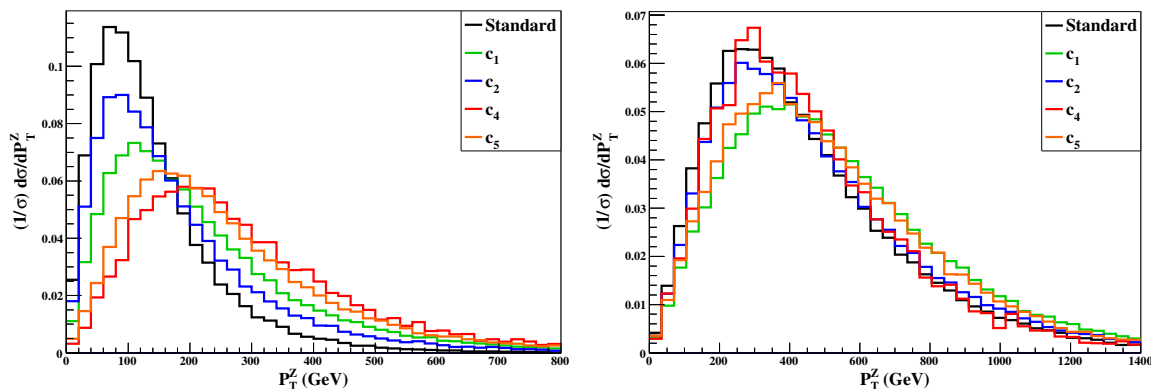 (1/σ) dσ/dP_T^Z
0.1
0.08
0.06
0.04
0.02
0
Standard
c₁
c₂
c₄
c₅
0 100 200 300 400 500 600 700 800
P_T^Z (GeV)
(1/σ) dσ/dP_T^Z
0.07
0.06
0.05
0.04
0.03
0.02
0.01
0
Standard
c₁
c₂
c₄
c₅
0 200 400 600 800 1000 1200 1400
P_T^Z (GeV)